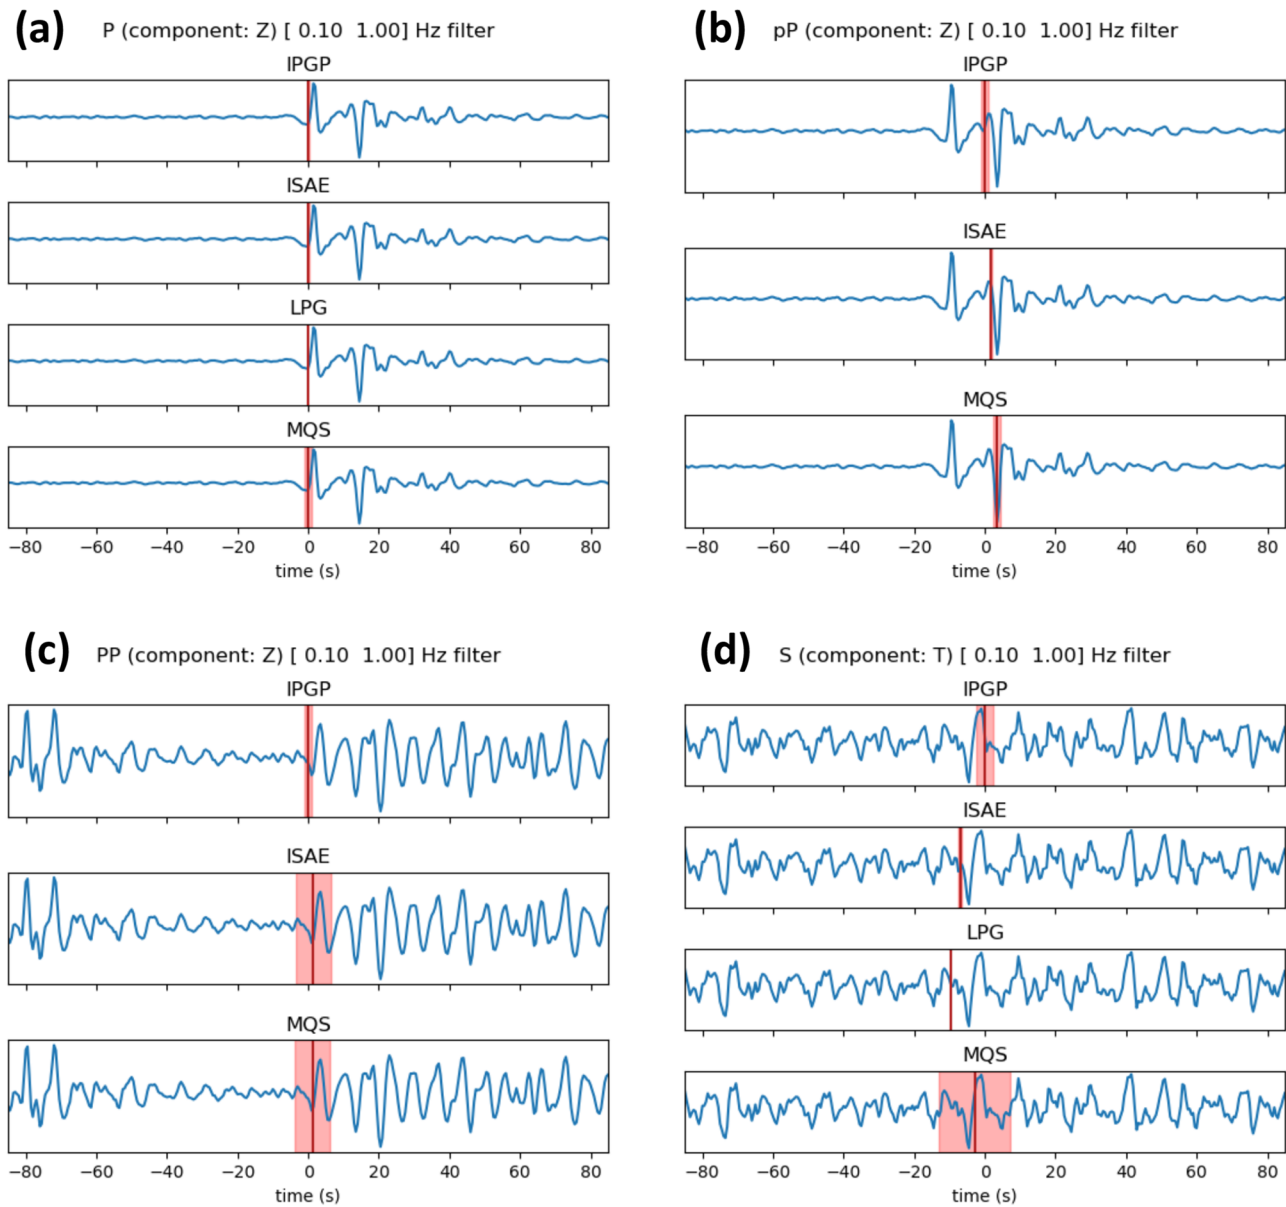 (a) P (component: Z) [ 0.10 1.00] Hz filter
IPGP
ISAE
LPG
MQS
−80 −60 −40 −20 0 20 40 60 80
time (s)
(b) pP (component: Z) [ 0.10 1.00] Hz filter
IPGP
ISAE
MQS
−80 −60 −40 −20 0 20 40 60 80
time (s)
(c) PP (component: Z) [ 0.10 1.00] Hz filter
IPGP
ISAE
MQS
−80 −60 −40 −20 0 20 40 60 80
time (s)
(d) S (component: T) [ 0.10 1.00] Hz filter
IPGP
ISAE
LPG
MQS
−80 −60 −40 −20 0 20 40 60 80
time (s)